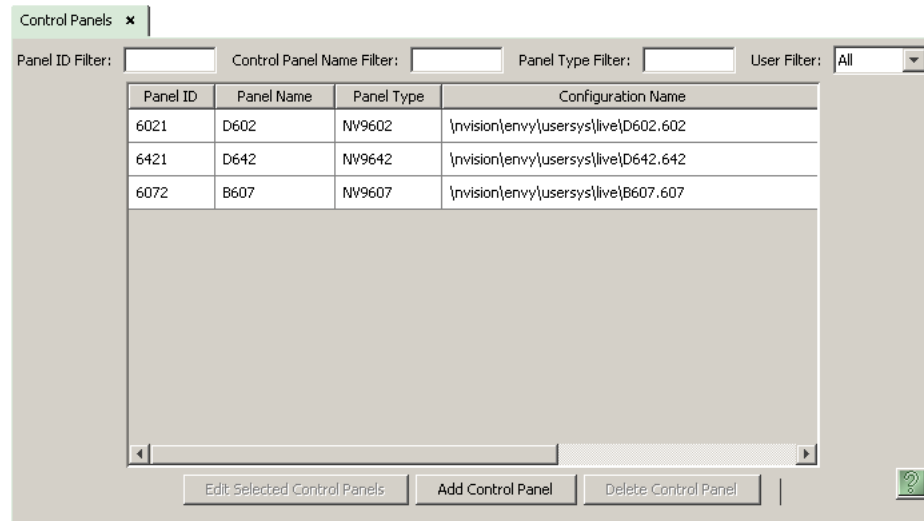 Control Panels ×
Panel ID Filter: Control Panel Name Filter: Panel Type Filter: User Filter: All
Panel ID Panel Name Panel Type Configuration Name
6021 D602 NV9602 \nvision\envy\usersys\live\D602.602
6421 D642 NV9642 \nvision\envy\usersys\live\D642.642
6072 B607 NV9607 \nvision\envy\usersys\live\B607.607
Edit Selected Control Panels Add Control Panel Delete Control Panel ?